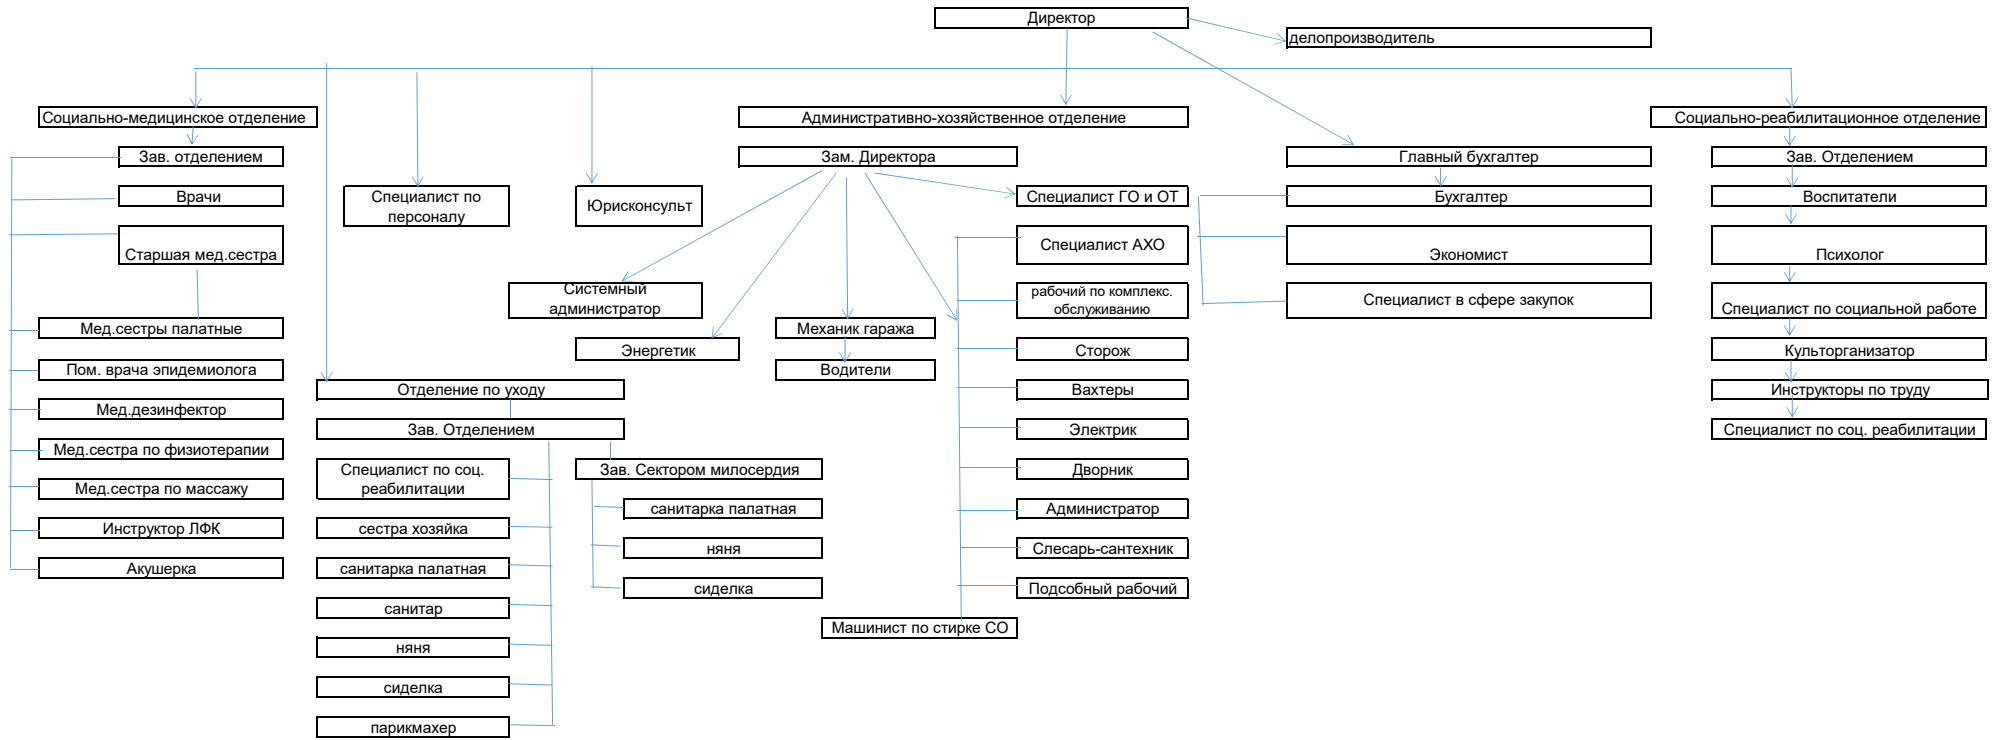 Директор
делопроизводитель
Социально-медицинское отделение
Административно-хозяйственное отделение
Социально-реабилитационное отделение
Зав. отделением
Зам. Директора
Главный бухгалтер
Зав. Отделением
Врачи
Специалист по
персоналу
Юрисконсульт
Специалист ГО и ОТ
Бухгалтер
Воспитатели
Старшая мед.сестра
Специалист АХО
Экономист
Психолог
Системный
администратор
рабочий по комплекс.
обслуживанию
Специалист в сфере закупок
Специалист по социальной работе
Мед.сестры палатные
Механик гаража
Энергетик
Сторож
Культорганизатор
Пом. врача эпидемиолога
Водители
Отделение по уходу
Вахтеры
Инструкторы по труду
Мед.дезинфектор
Зав. Отделением
Электрик
Специалист по соц. реабилитации
Мед.сестра по физиотерапии
Специалист по соц.
реабилитации
Зав. Сектором милосердия
Дворник
Мед.сестра по массажу
санитарка палатная
Администратор
Инструктор ЛФК
сестра хозяйка
няня
Слесарь-сантехник
Акушерка
санитарка палатная
сиделка
Подсобный рабочий
санитар
Машинист по стирке СО
няня
сиделка
парикмахер